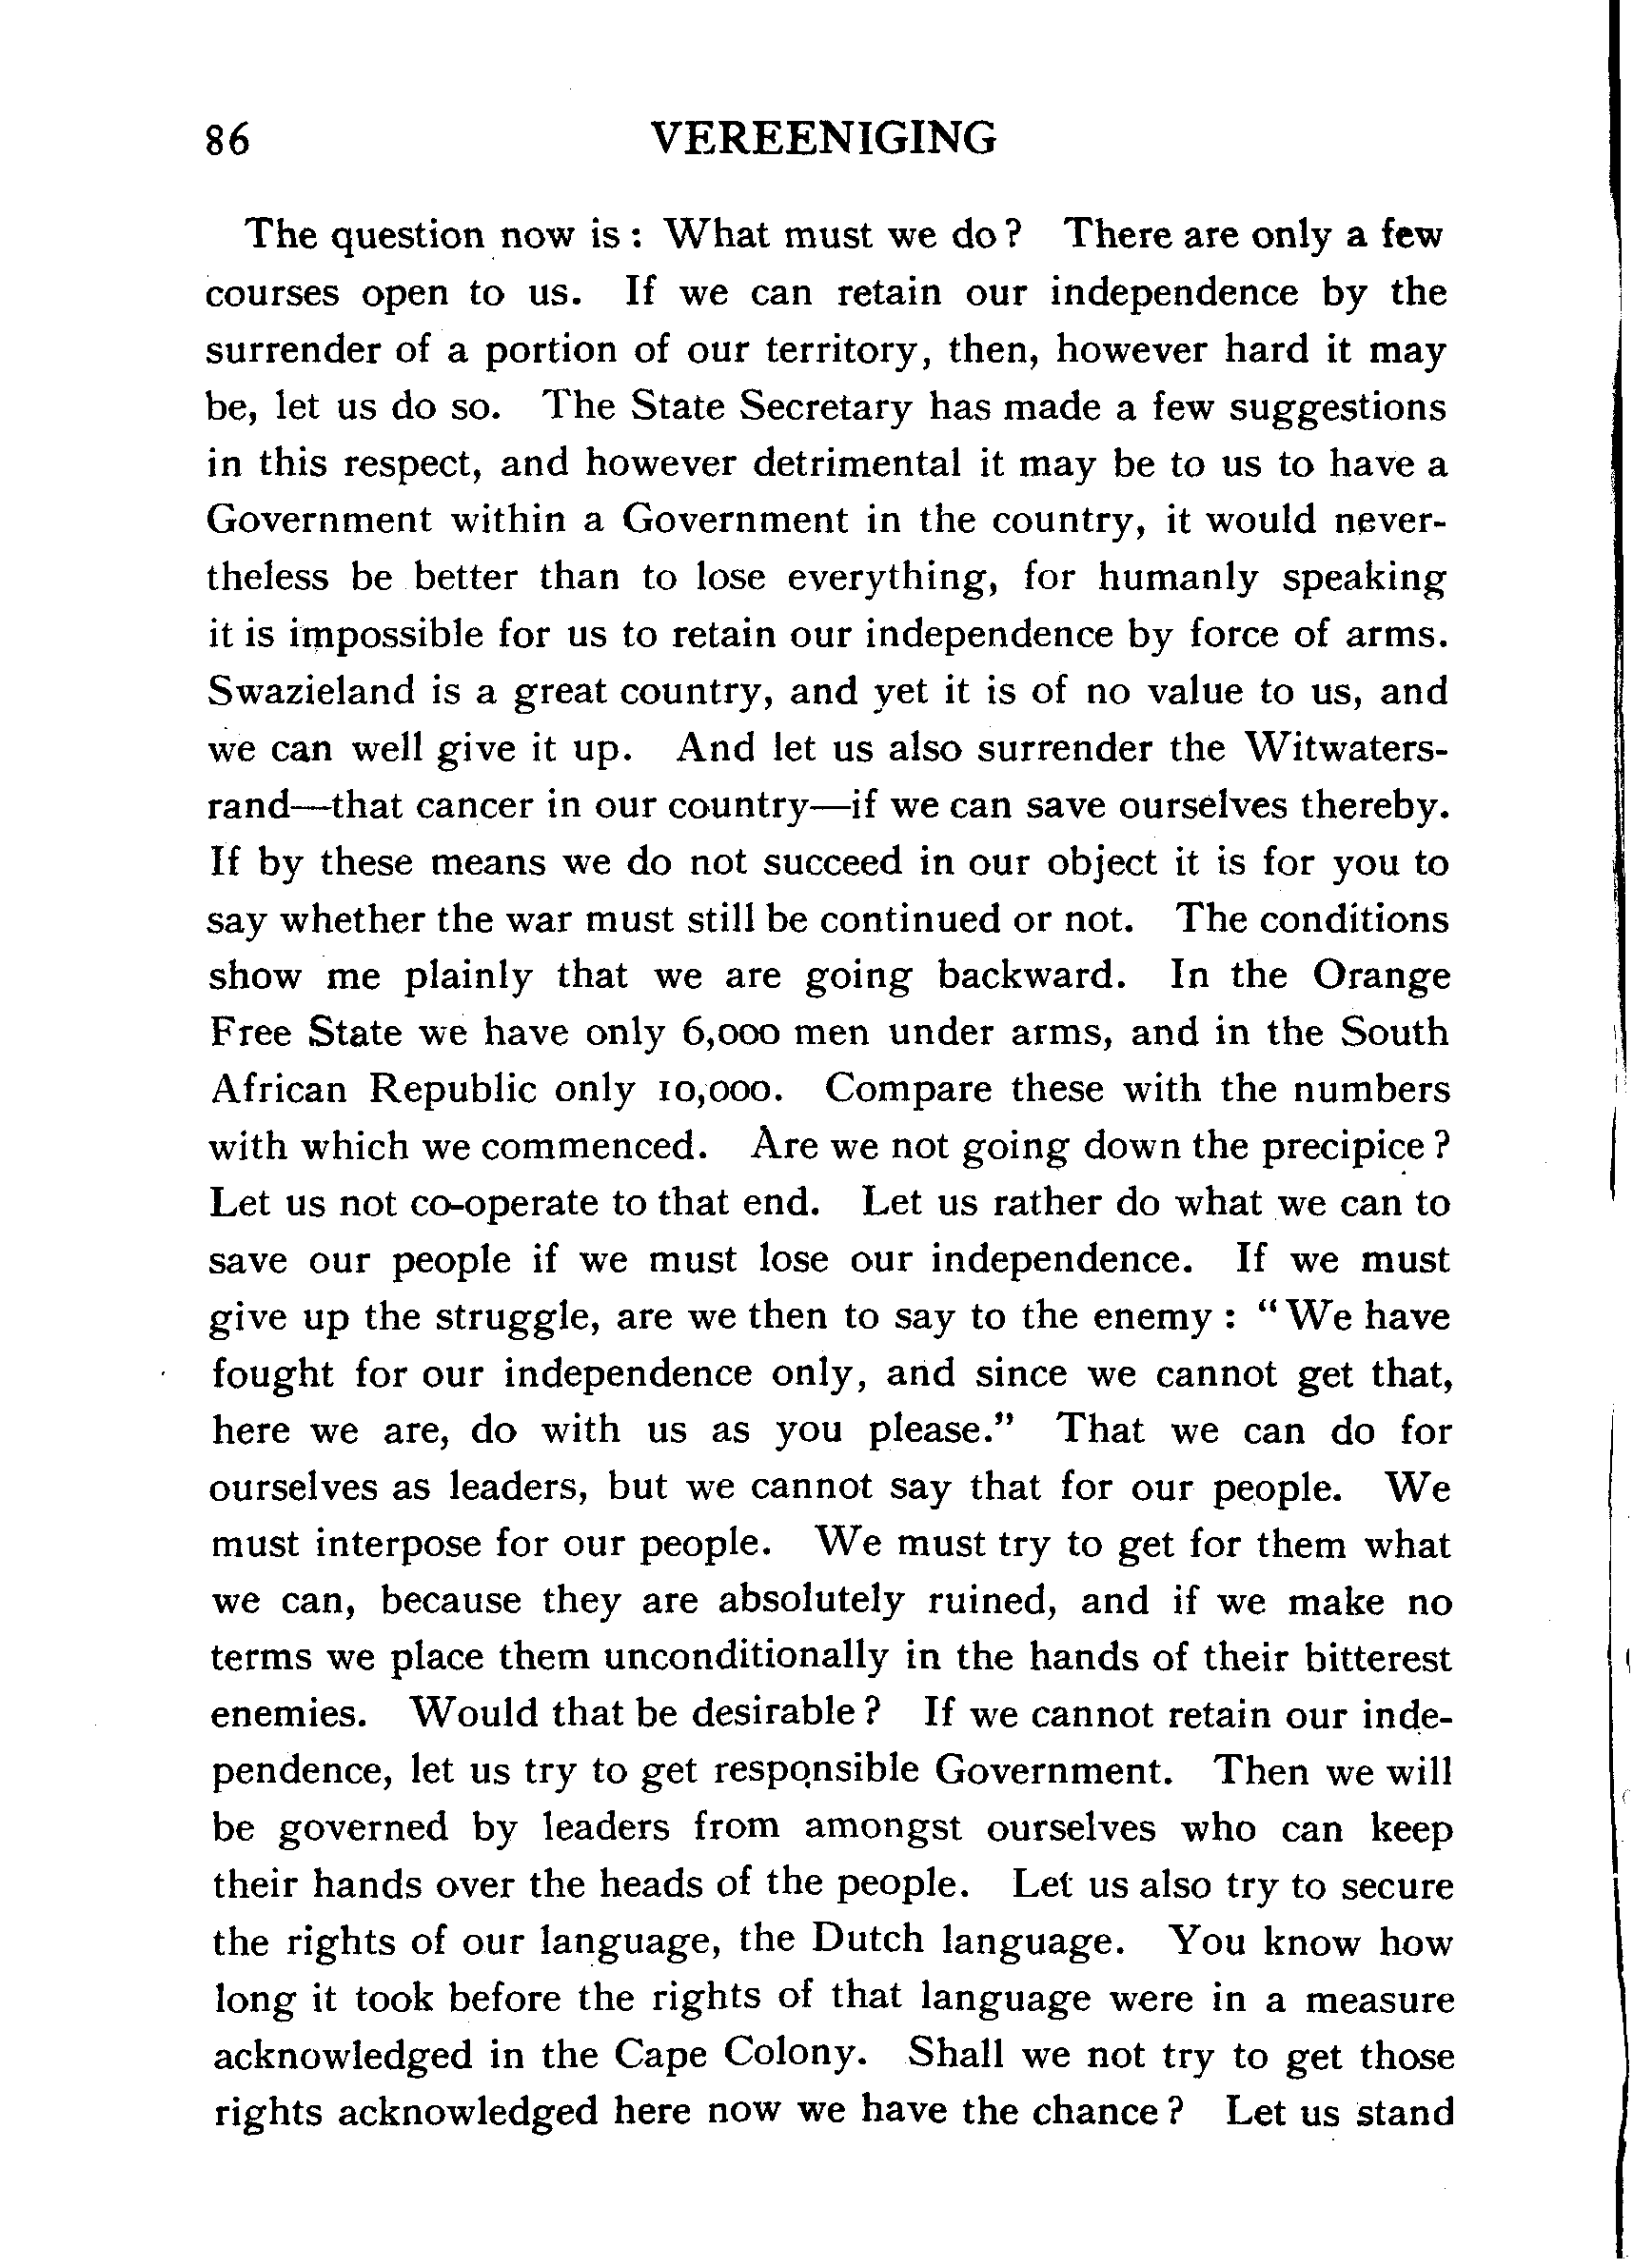 86 VEREENIGING
The question now is : What must we do ? There are only a few
courses open to us. If we can retain our independence by the
surrender of a portion of our territory, then, however hard it may
be, let us do so. The State Secretary has made a few suggestions
in this respect, and however detrimental it may be to us to have a
Government within a Government in the country, it would never-
theless be better than to lose everything, for humanly speaking
it is impossible for us to retain our independence by force of arms.
Swazieland is a great country, and yet it is of no value to us, and
we can well give it up. And let us also surrender the Witwaters-
rand—that cancer in our country—if we can save ourselves thereby.
If by these means we do not succeed in our object it is for you to
say whether the war must still be continued or not. The conditions
show me plainly that we are going backward. In the Orange
Free State we have only 6,000 men under arms, and in the South
African Republic only 10,000. Compare these with the numbers
with which we commenced. Are we not going down the precipice ?
Let us not co-operate to that end. Let us rather do what we can to
save our people if we must lose our independence. If we must
give up the struggle, are we then to say to the enemy : “ We have
fought for our independence only, and since we cannot get that,
here we are, do with us as you please.” That we can do for
ourselves as leaders, but we cannot say that for our people. We
must interpose for our people. We must try to get for them what
we can, because they are absolutely ruined, and if we make no
terms we place them unconditionally in the hands of their bitterest
enemies. Would that be desirable ? If we cannot retain our inde-
pendence, let us try to get responsible Government. Then we will
be governed by leaders from amongst ourselves who can keep
their hands over the heads of the people. Let us also try to secure
the rights of our language, the Dutch language. You know how
long it took before the rights of that language were in a measure
acknowledged in the Cape Colony. Shall we not try to get those
rights acknowledged here now we have the chance ? Let us stand